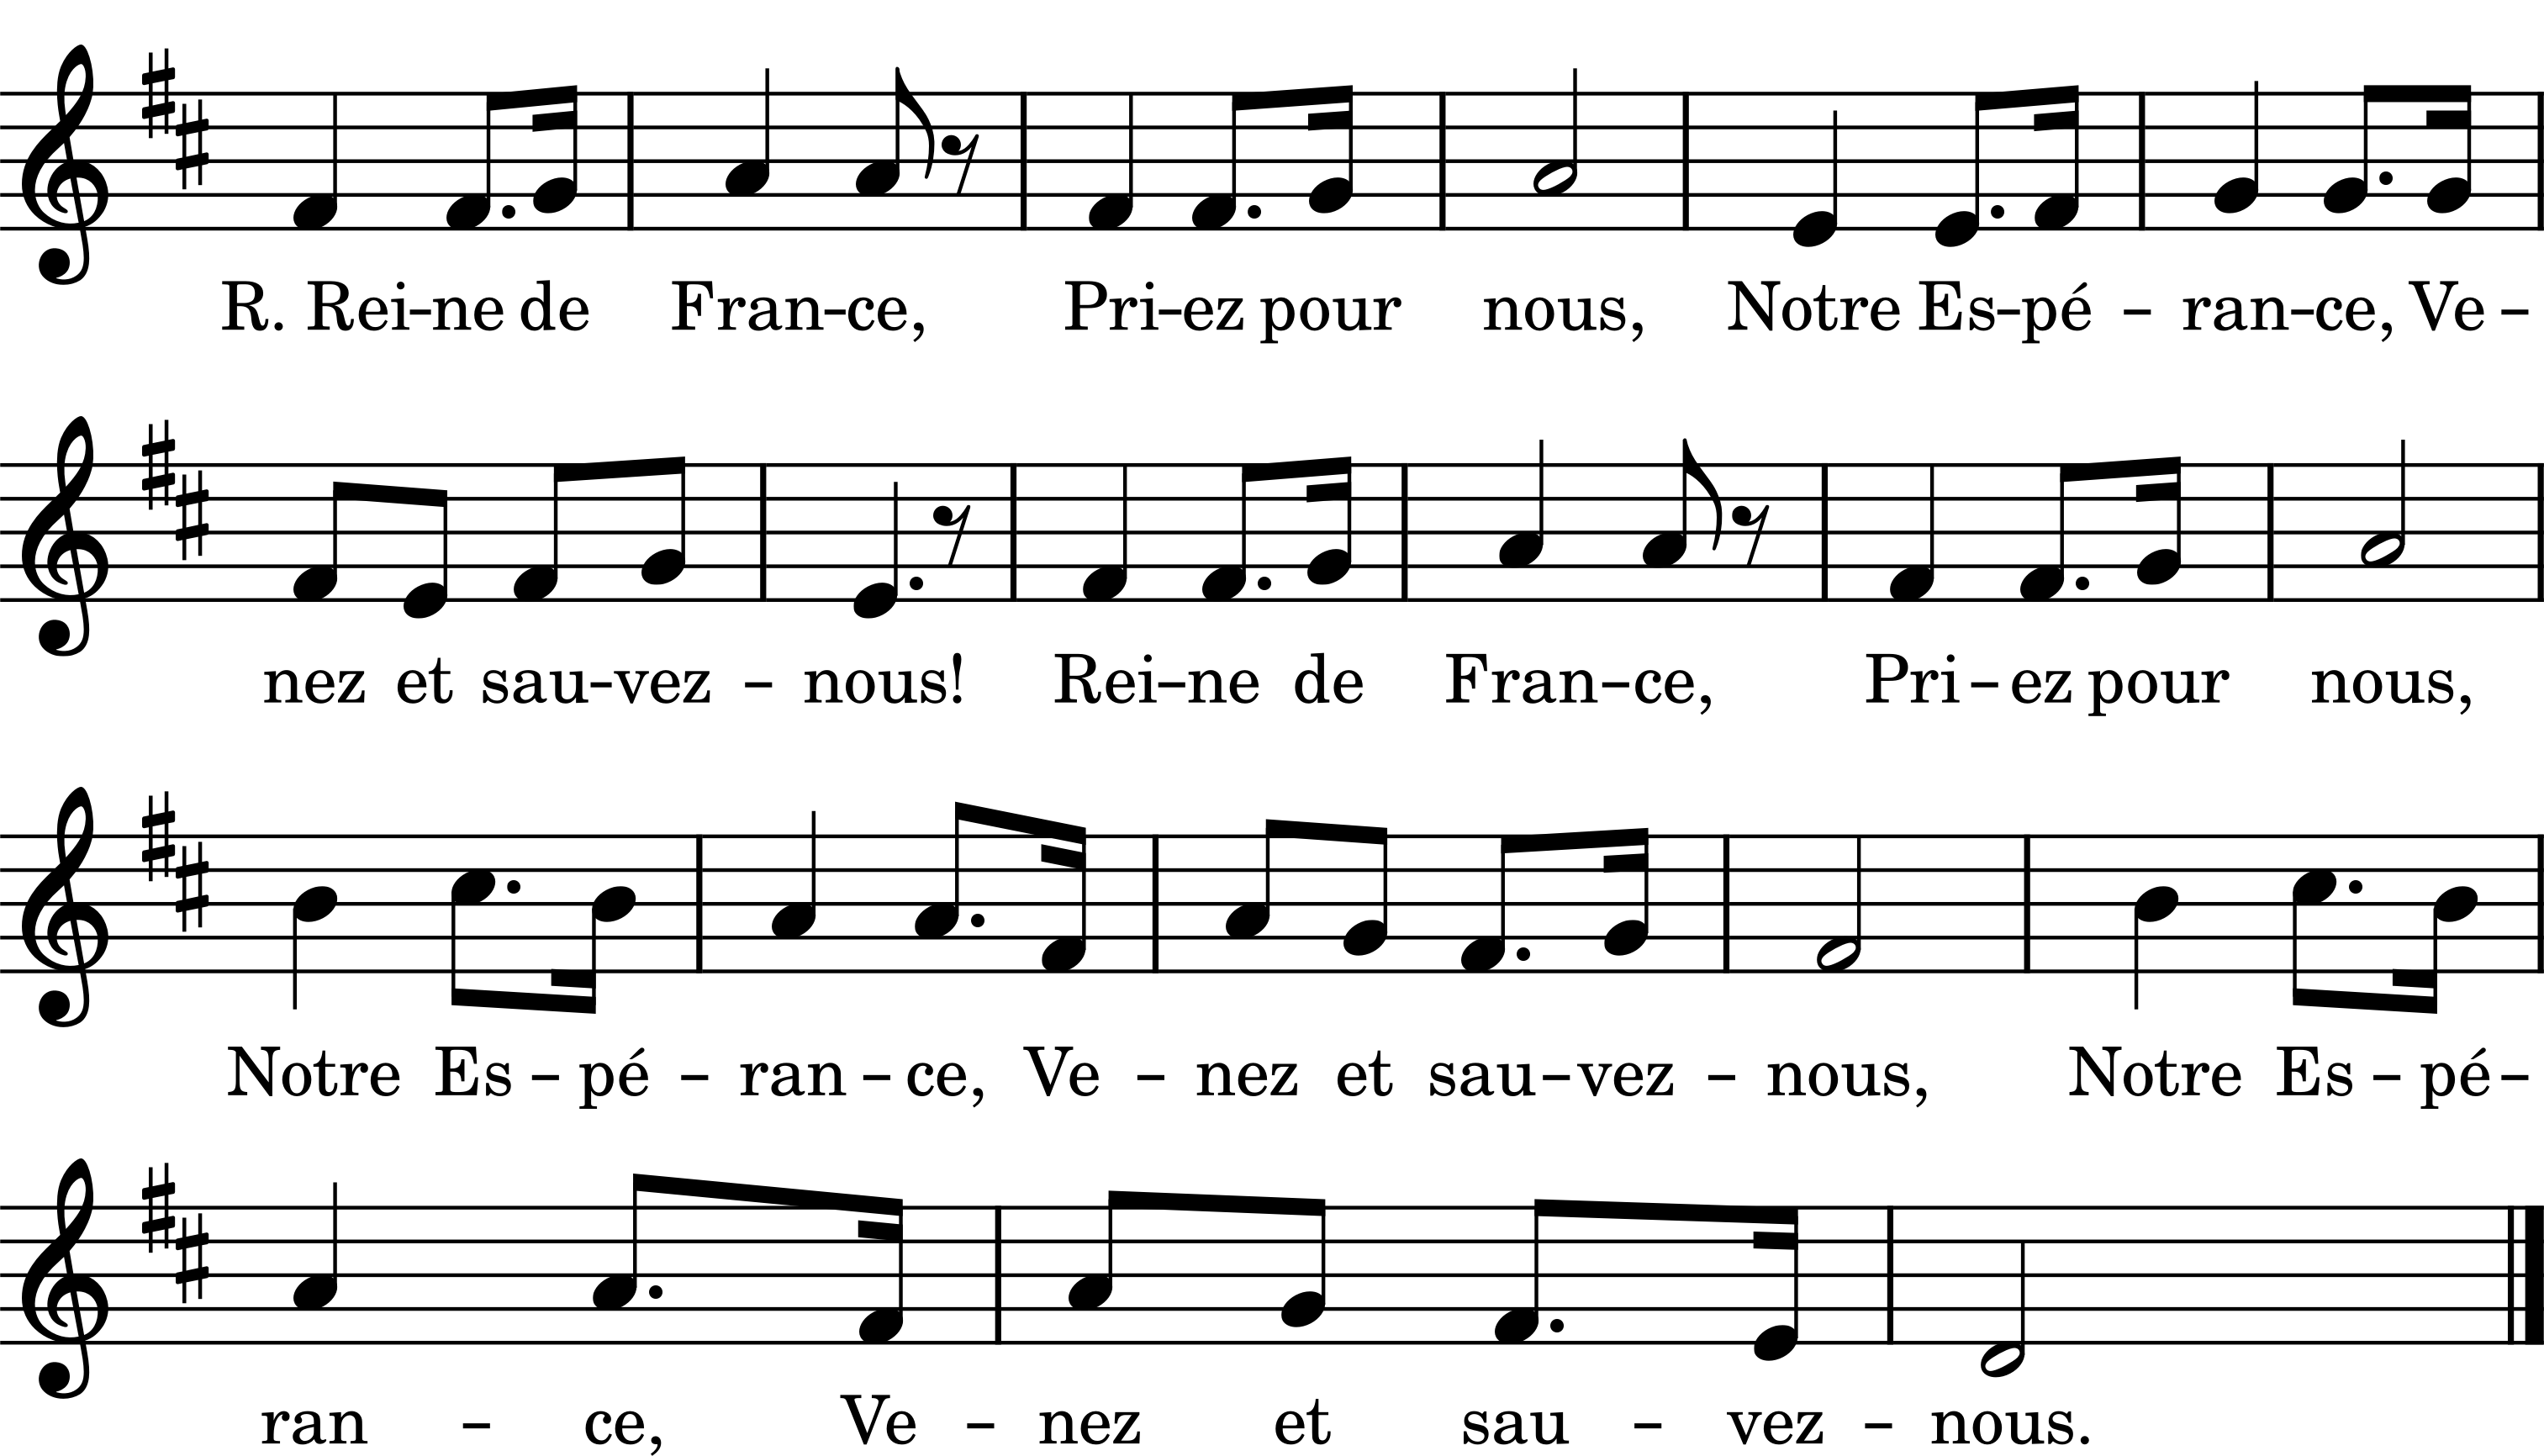 R. Rei-ne de Fran-ce, Pri-ez pour nous, Notre Es-pé - ran-ce, Ve -
nez et sau-vez - nous! Rei-ne de Fran-ce, Pri-ez pour nous,
Notre Es-pé - ran-ce, Ve - nez et sau-vez - nous, Notre Es-pé-
ran - ce, Ve - nez et sau - vez - nous.